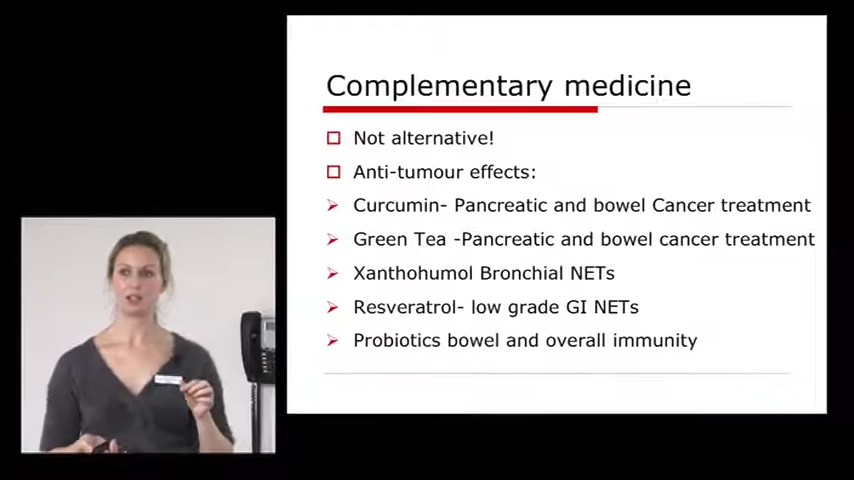 Complementary medicine
Not alternative!
Anti-tumour effects:
Curcumin- Pancreatic and bowel Cancer treatment
Green Tea -Pancreatic and bowel cancer treatment
Xanthohumol Bronchial NETs
Resveratrol- low grade GI NETs
Probiotics bowel and overall immunity